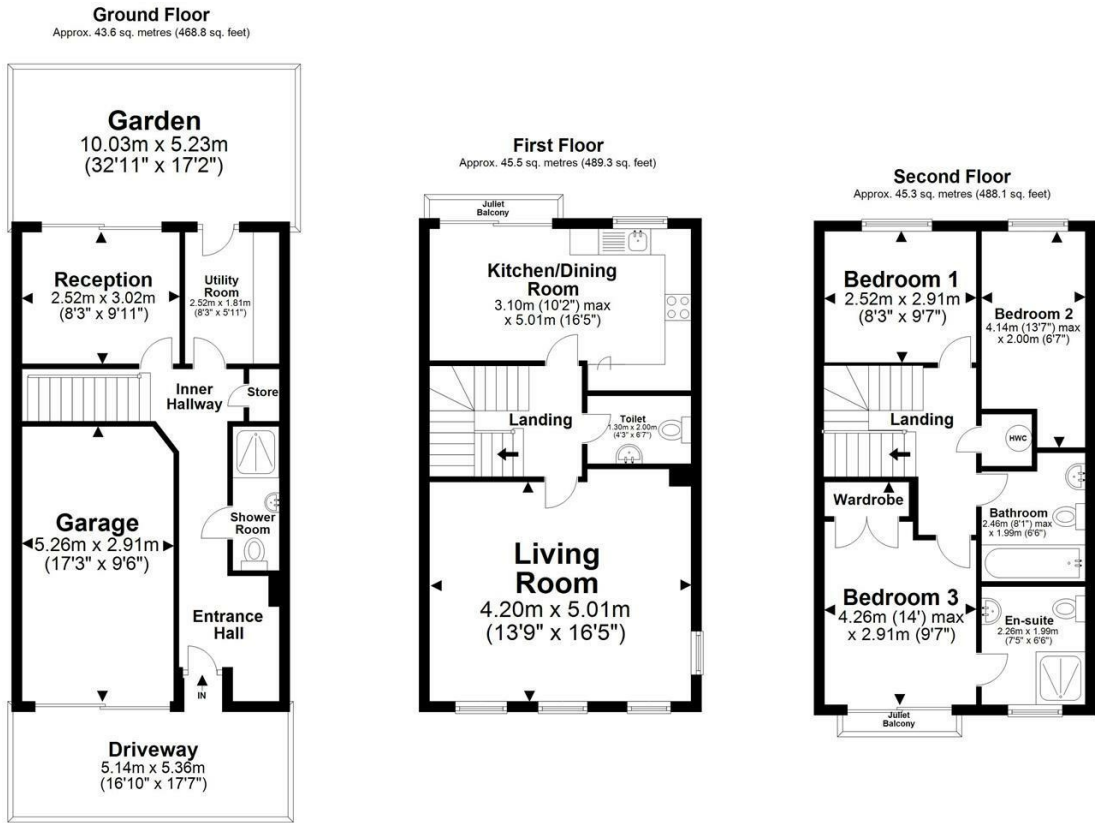 Ground Floor
Approx. 43.6 sq. metres (468.8 sq. feet)
Garden
10.03m x 5.23m
(32'11" x 17'2")
Reception
2.52m x 3.02m
(8'3" x 9'11")
Utility
Room
2.52m x 1.81m
(8'3" x 5'11")
Inner
Hallway
Store
Garage
5.26m x 2.91m
(17'3" x 9'6")
Shower
Room
Entrance
Hall
IN
Driveway
5.14m x 5.36m
(16'10" x 17'7")
First Floor
Approx. 45.5 sq. metres (489.3 sq. feet)
Juliet
Balcony
Kitchen/Dining
Room
3.10m (10'2") max
x 5.01m (16'5")
Landing
Toilet
1.30m x 2.00m
(4'3" x 6'7")
Living
Room
4.20m x 5.01m
(13'9" x 16'5")
Second Floor
Approx. 45.3 sq. metres (488.1 sq. feet)
Bedroom 1
2.52m x 2.91m
(8'3" x 9'7")
Bedroom 2
4.14m (13'7") max
x 2.00m (6'7")
Landing
HWC
Wardrobe
Bathroom
2.46m (8'1") max
x 1.99m (6'6")
Bedroom 3
4.26m (14') max
x 2.91m (9'7")
En-suite
2.26m x 1.99m
(7'5" x 6'6")
Juliet
Balcony